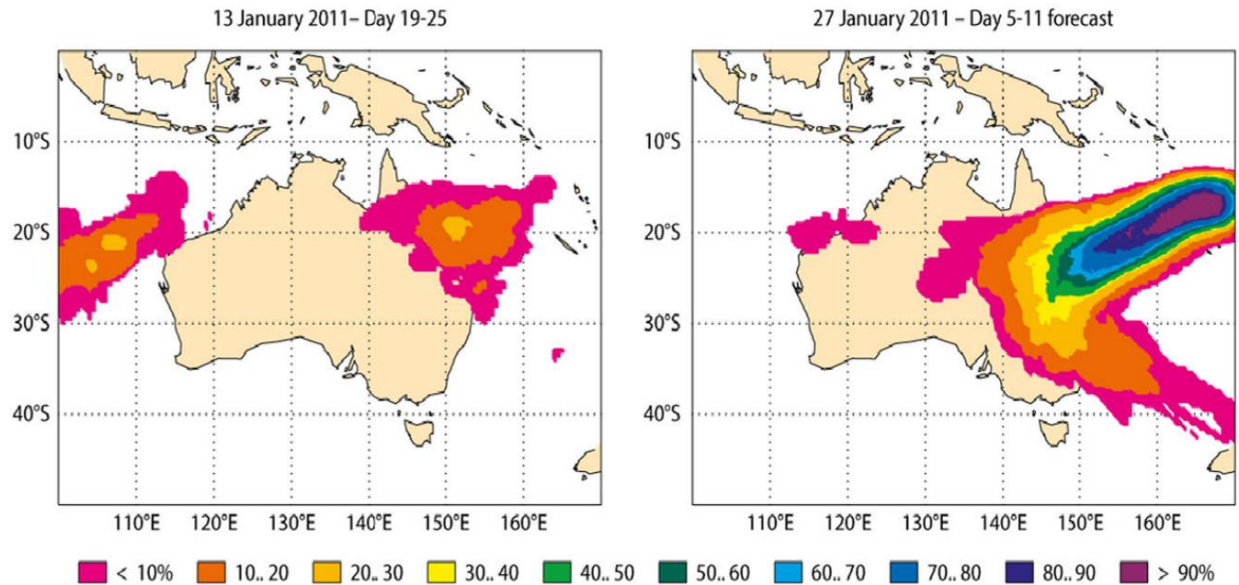 13 January 2011– Day 19-25
27 January 2011 – Day 5-11 forecast
10°S
20°S
30°S
40°S
110°E 120°E 130°E 140°E 150°E 160°E
10°S
20°S
30°S
40°S
110°E 120°E 130°E 140°E 150°E 160°E
< 10% 10.. 20 20.. 30 30.. 40 40.. 50 50.. 60 60.. 70 70.. 80 80.. 90 > 90%